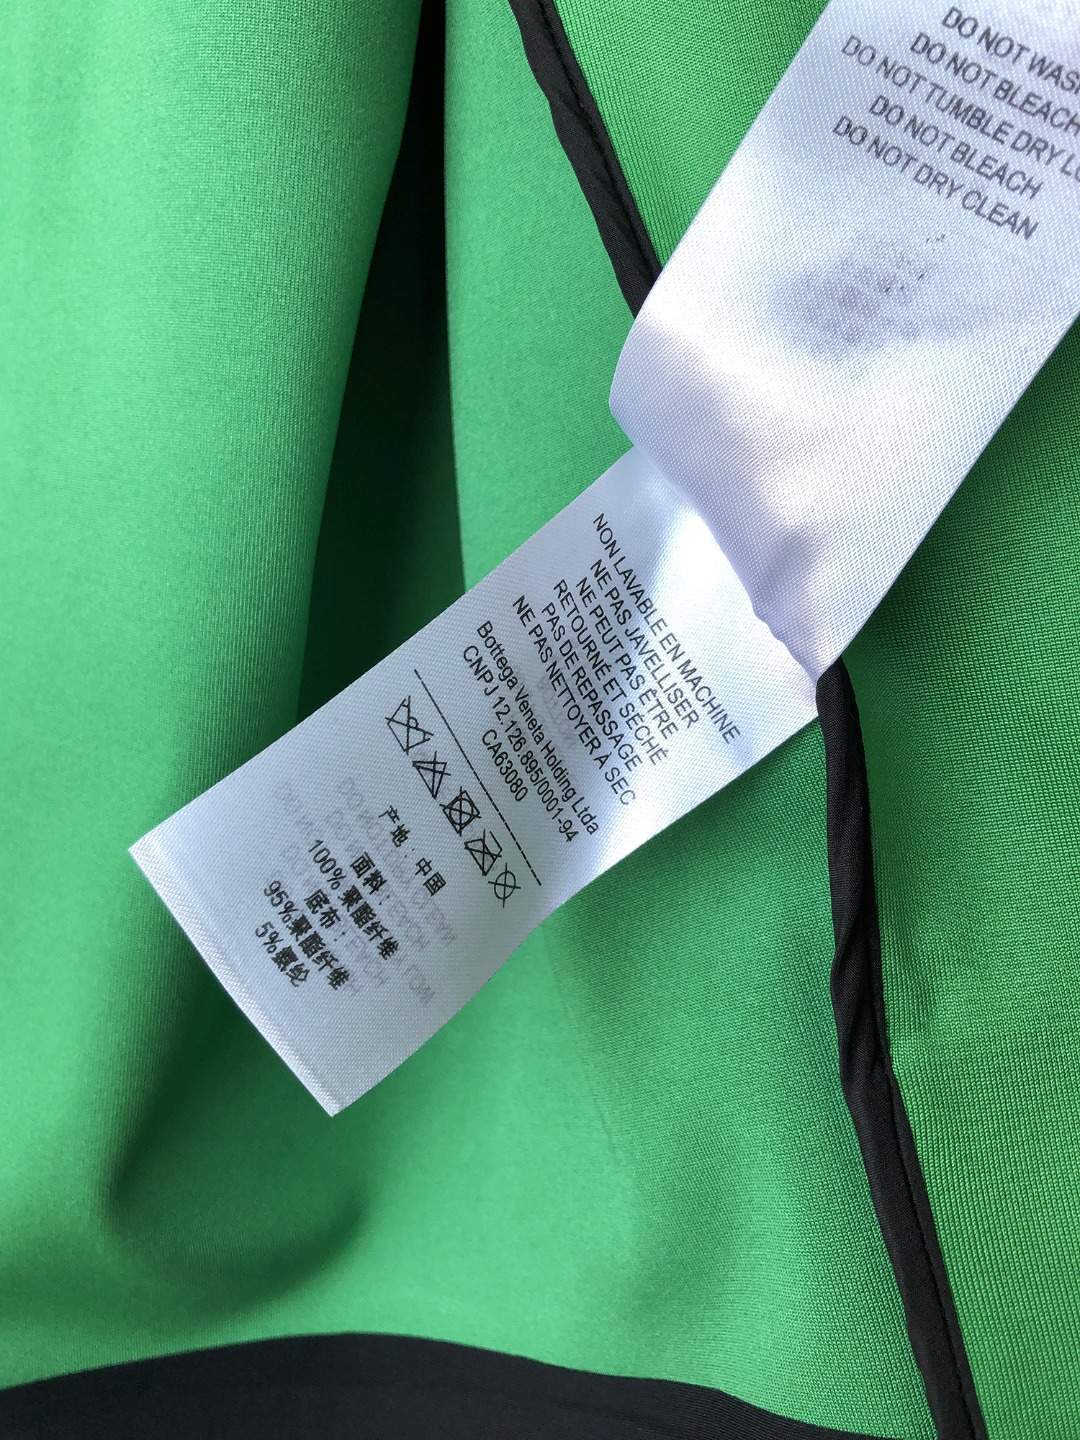 DO NOT WASH
DO NOT BLEACH
DO NOT TUMBLE DRY
DO NOT BLEACH
DO NOT DRY CLEAN
NON LAVABLE EN MACHINE
NE PAS JAVELLISER
NE PEUT PAS ÊTRE
RETOURNÉ ET SÉCHÉ
PAS DE REPASSAGE
NE PAS NETTOYER À SEC
Bottega Veneta Holding Ltda
CNPJ 12.126.895/0001-94
CA63080
产地: 中国
面料:
100% 聚酯纤维
底布:
95%聚酯纤维
5%氨纶